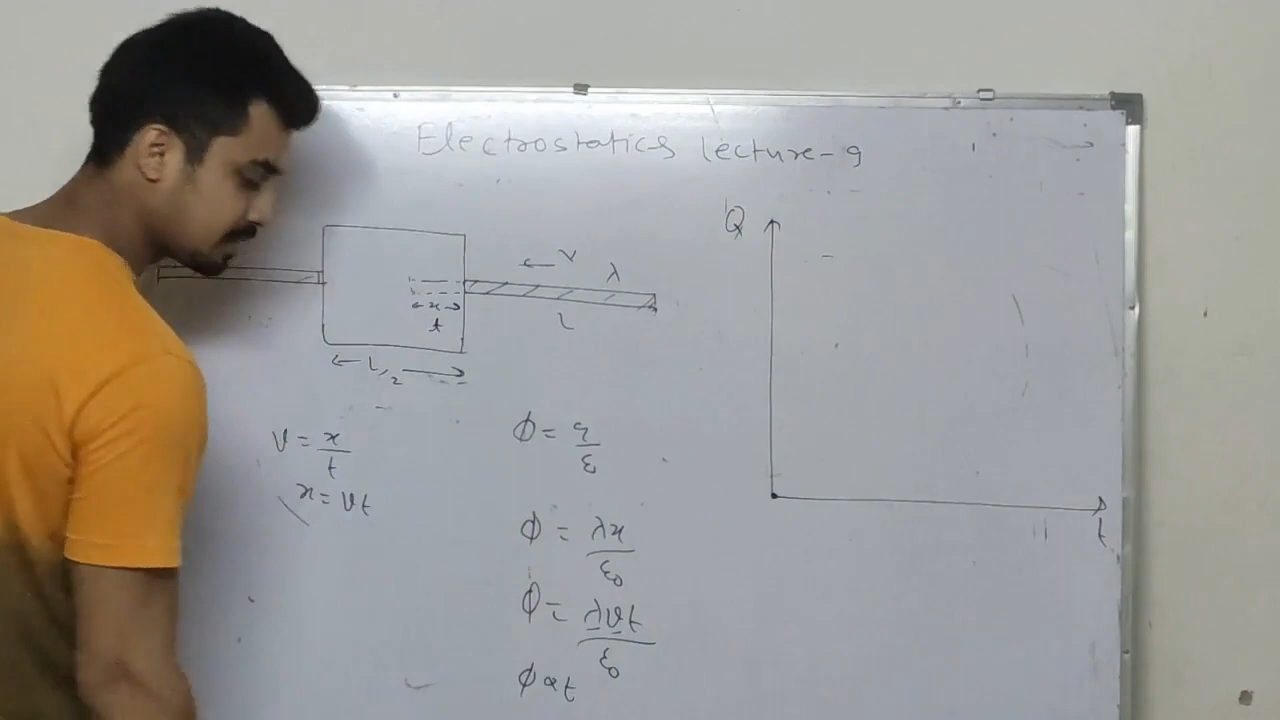 Electrostatics lecture-9
Q
v
λ
x
t
L
L/2
v = x/t
x = vt
ϕ = q/ε
ϕ = λx/ε₀
ϕ = λvt/ε₀
ϕ ∝ t
t